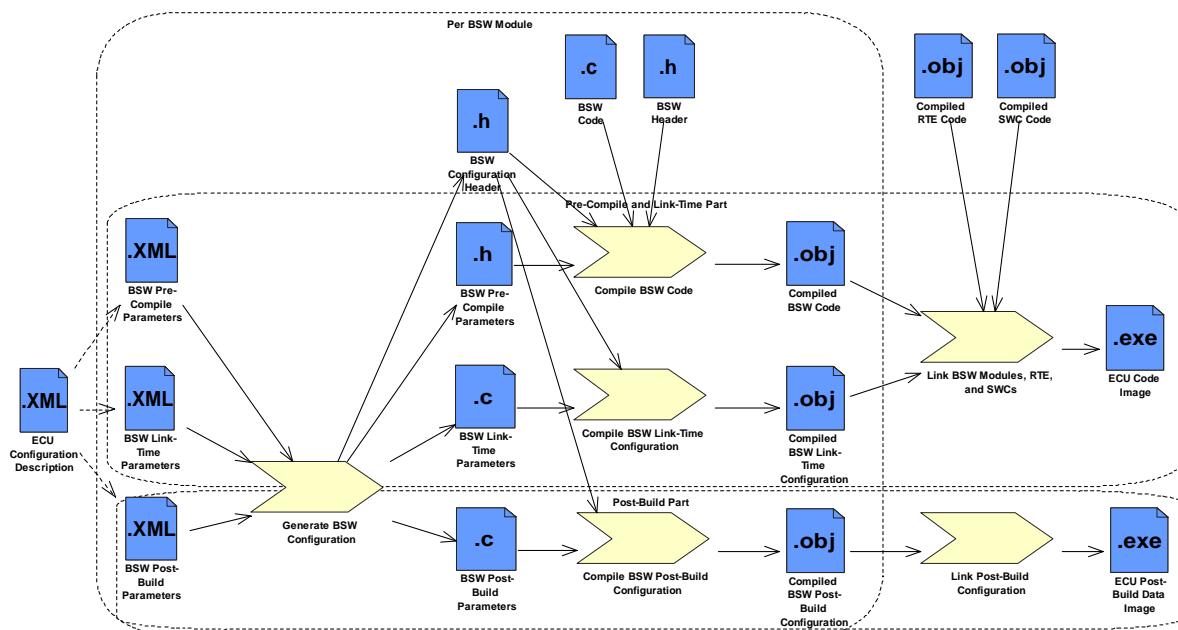 Per BSW Module
.c
BSW
Code
.h
BSW
Header
.obj
Compiled
RTE Code
.obj
Compiled
SWC Code
.h
BSW
Configuration
Header
Pre-Compile and Link-Time Part
.XML
BSW Pre-
Compile
Parameters
.h
BSW Pre-
Compile
Parameters
Compile BSW Code
.obj
Compiled
BSW Code
Link BSW Modules, RTE,
and SWCs
.exe
ECU Code
Image
.XML
ECU
Configuration
Description
.XML
BSW Link-
Time
Parameters
.c
BSW Link-
Time
Parameters
Compile BSW Link-Time
Configuration
.obj
Compiled
BSW Link-
Time
Configuration
Generate BSW
Configuration
Post-Build Part
.XML
BSW Post-
Build
Parameters
.c
BSW Post-
Build
Parameters
Compile BSW Post-Build
Configuration
.obj
Compiled
BSW Post-
Build
Configuration
Link Post-Build
Configuration
.exe
ECU Post-
Build Data
Image